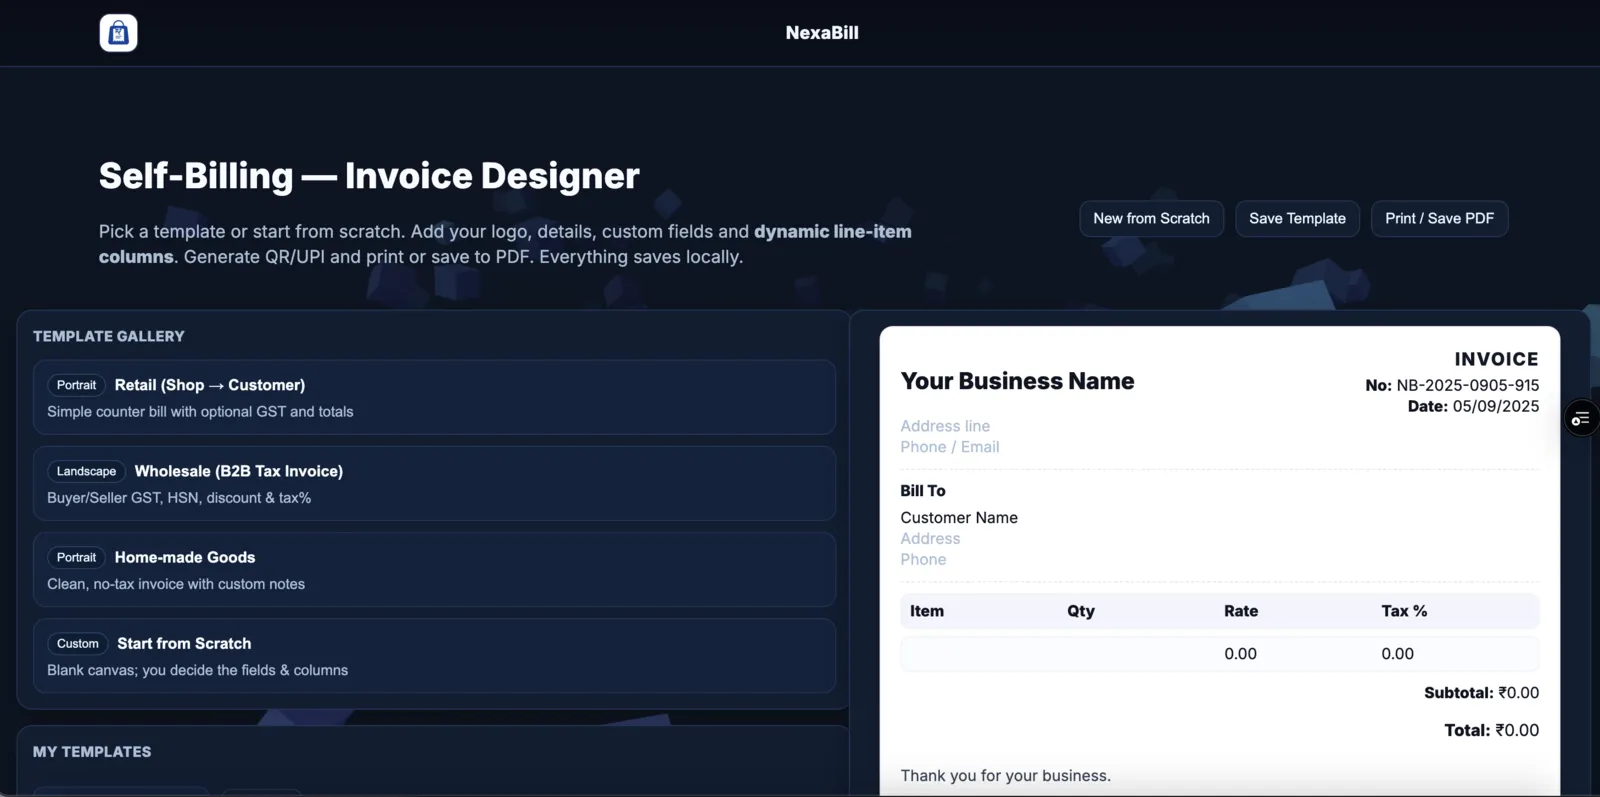 NexaBill
Self-Billing — Invoice Designer
Pick a template or start from scratch. Add your logo, details, custom fields and dynamic line-item
columns. Generate QR/UPI and print or save to PDF. Everything saves locally.
New from Scratch
Save Template
Print / Save PDF
TEMPLATE GALLERY
Portrait Retail (Shop → Customer)
Simple counter bill with optional GST and totals
Landscape Wholesale (B2B Tax Invoice)
Buyer/Seller GST, HSN, discount & tax%
Portrait Home-made Goods
Clean, no-tax invoice with custom notes
Custom Start from Scratch
Blank canvas; you decide the fields & columns
MY TEMPLATES
INVOICE
Your Business Name
No: NB-2025-0905-915
Date: 05/09/2025
Address line
Phone / Email
Bill To
Customer Name
Address
Phone
Item Qty Rate Tax %
0.00 0.00
Subtotal: ₹0.00
Total: ₹0.00
Thank you for your business.